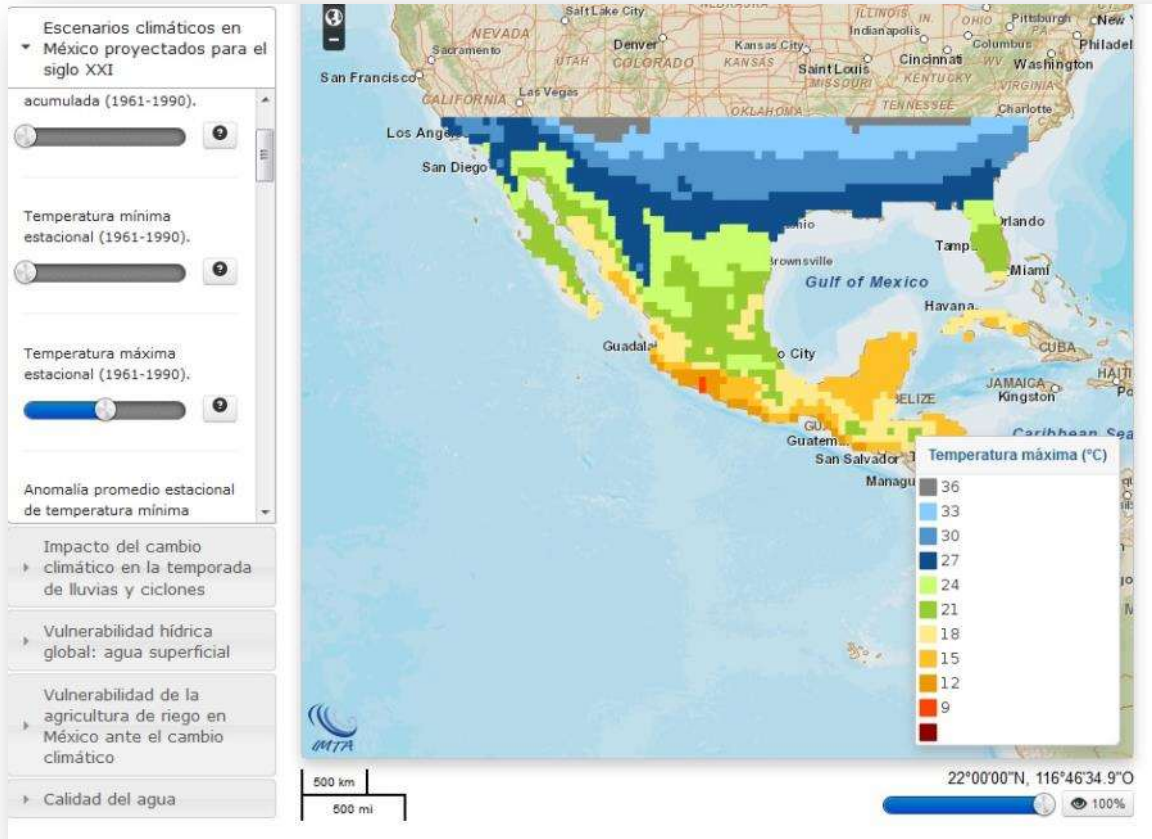 Escenarios climáticos en
México proyectados para el
siglo XXI
acumulada (1961-1990).
Temperatura mínima
estacional (1961-1990).
Temperatura máxima
estacional (1961-1990).
Anomalía promedio estacional
de temperatura mínima
Impacto del cambio
climático en la temporada
de lluvias y ciclones
Vulnerabilidad hídrica
global: agua superficial
Vulnerabilidad de la
agricultura de riego en
México ante el cambio
climático
Calidad del agua
Salt Lake City
NEVADA
Sacramento
UTAH
Denver
COLORADO
San Francisco
CALIFORNIA
Las Vegas
Kansas City
KANSAS
Saint Louis
MISSOURI
ILLINOIS
IN
OHIO
Indianapolis
Columbus
Pittsburgh
PA
New
Philadel
Cincinnati
WV
Washington
KENTUCKY
VIRGINIA
OKLAHOMA
TENNESSEE
Charlotte
Los Ange
San Diego
nio
Brownsville
Orlando
Tamp
Miami
Gulf of Mexico
Havana
CUBA
Guadala
o City
HAITI
JAMAICA
Kingston
Po
BELIZE
GU
Guatem
Caribbean Sea
San Salvador
Managu
Temperatura máxima (°C)
36
33
30
27
24
21
18
15
12
9
IMTA
500 km
500 mi
22°00'00"N, 116°46'34.9"O
100%